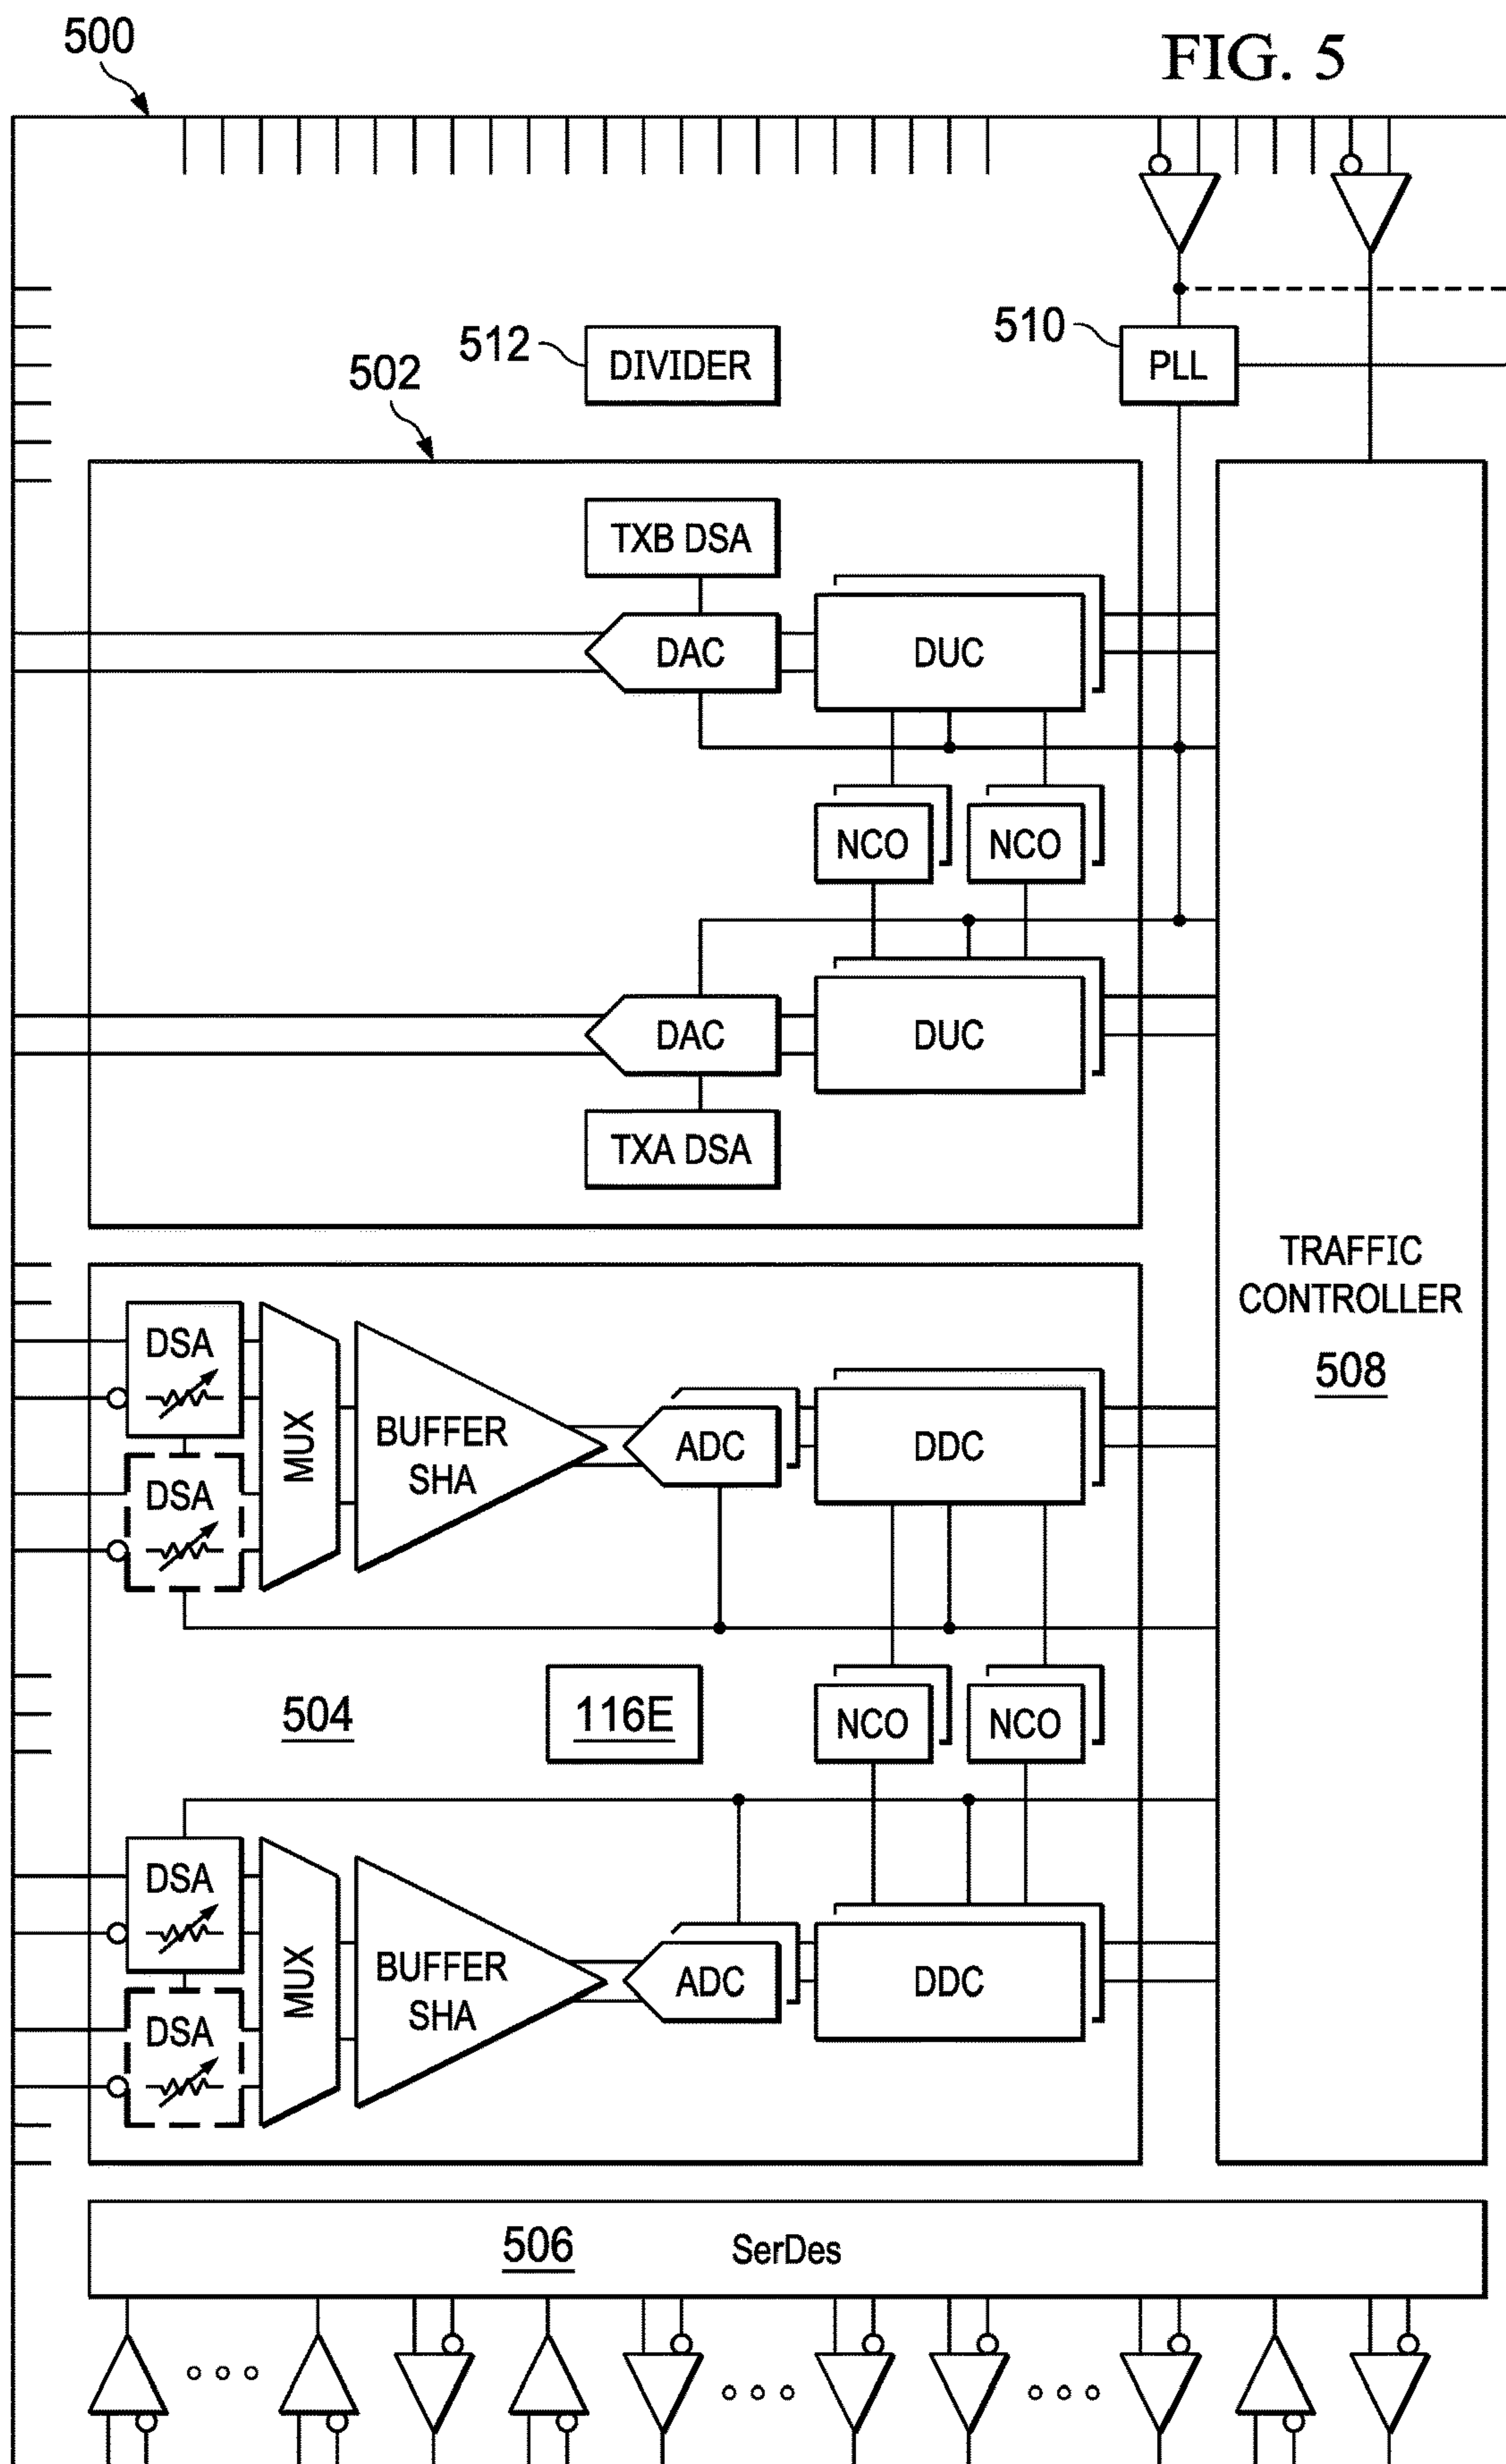 500
FIG. 5
512
DIVIDER
510
PLL
502
TXB DSA
DAC
DUC
NCO
NCO
DAC
DUC
TXA DSA
TRAFFIC
CONTROLLER
508
DSA
MUX
BUFFER
SHA
ADC
DDC
DSA
504
116E
NCO
NCO
DSA
MUX
BUFFER
SHA
ADC
DDC
DSA
506
SerDes